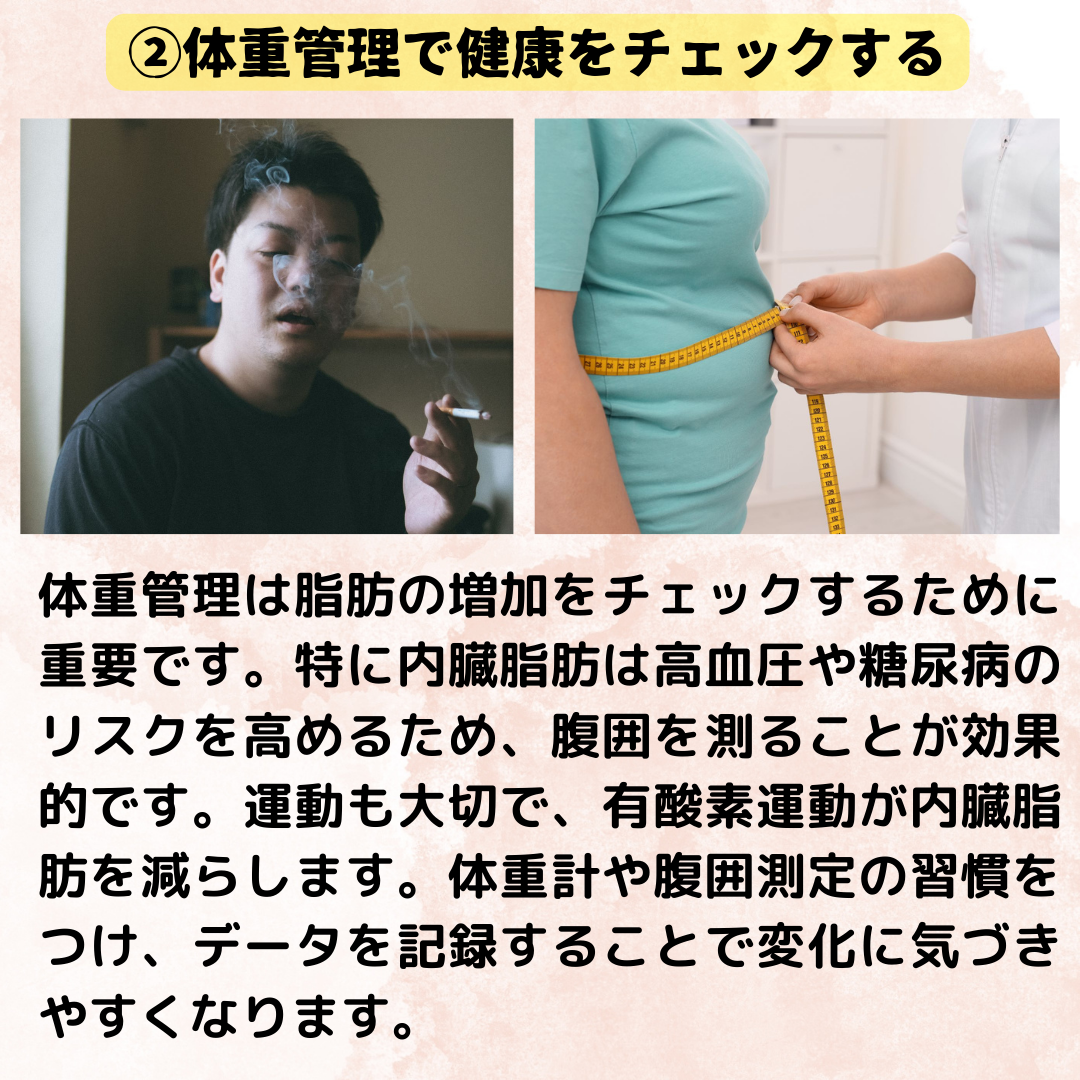 ②体重管理で健康をチェックする
体重管理は脂肪の増加をチェックするために
重要です。特に内臓脂肪は高血圧や糖尿病の
リスクを高めるため、腹囲を測ることが効果
的です。運動も大切で、有酸素運動が内臓脂
肪を減らします。体重計や腹囲測定の習慣を
つけ、データを記録することで変化に気づき
やすくなります。